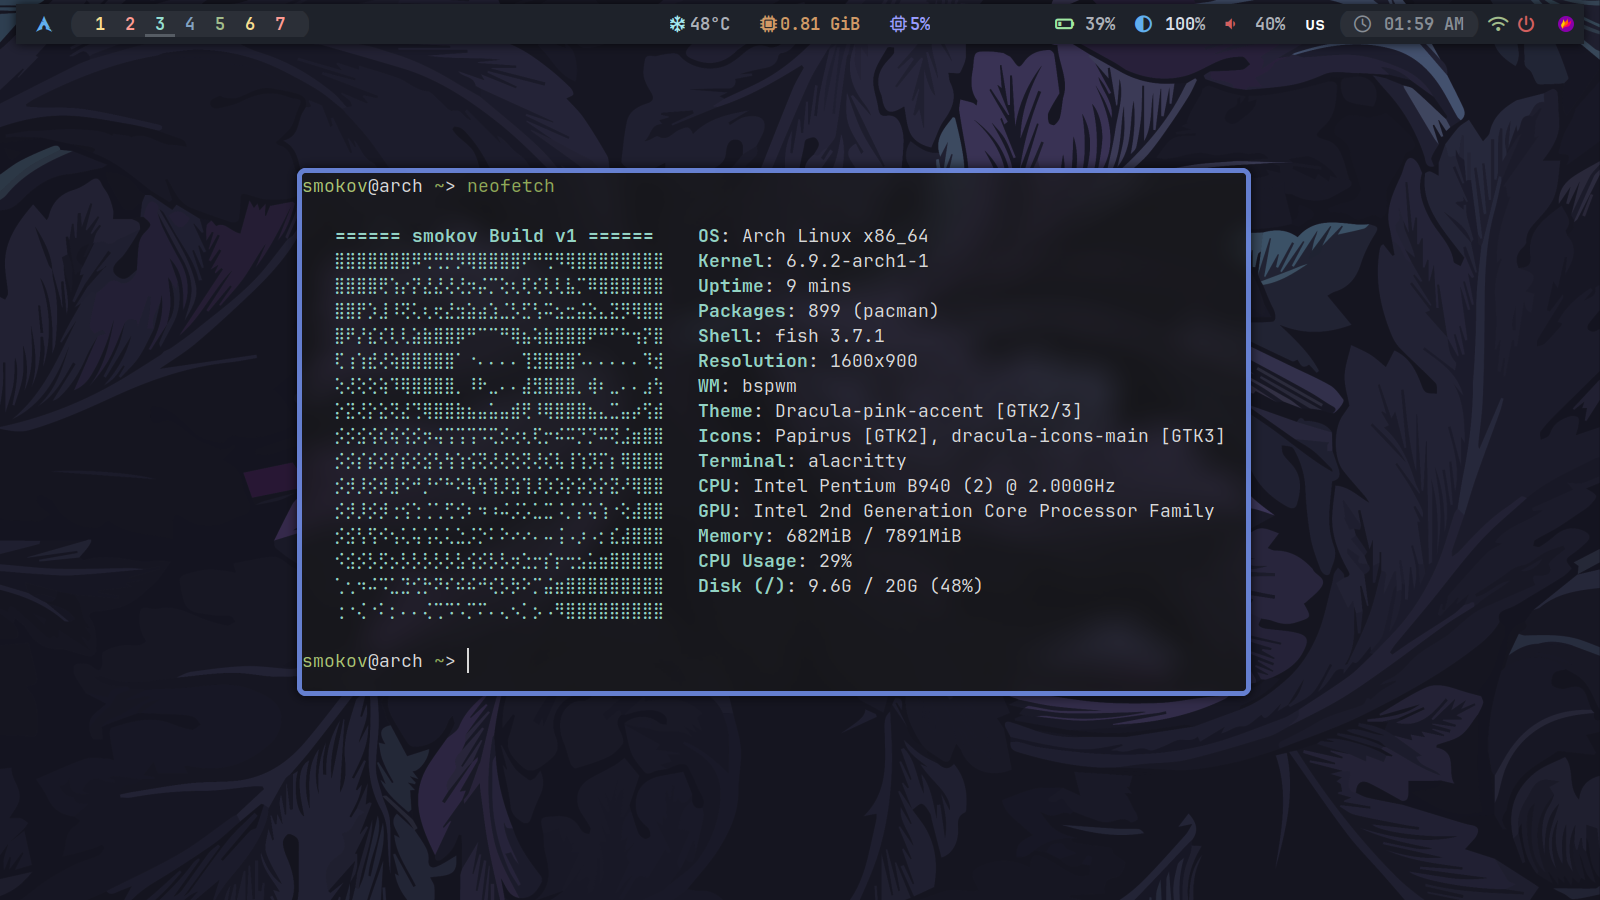 1 2 3 4 5 6 7 48°C 0.81 GiB 5% 39% 100% 40% US 01:59 AM
smokov@arch ~> neofetch
====== smokov Build v1 ======
OS: Arch Linux x86_64
Kernel: 6.9.2-arch1-1
Uptime: 9 mins
Packages: 899 (pacman)
Shell: fish 3.7.1
Resolution: 1600x900
WM: bspwm
Theme: Dracula-pink-accent [GTK2/3]
Icons: Papirus [GTK2], dracula-icons-main [GTK3]
Terminal: alacritty
CPU: Intel Pentium B940 (2) @ 2.000GHz
GPU: Intel 2nd Generation Core Processor Family
Memory: 682MiB / 7891MiB
CPU Usage: 29%
Disk (/): 9.6G / 20G (48%)
smokov@arch ~>